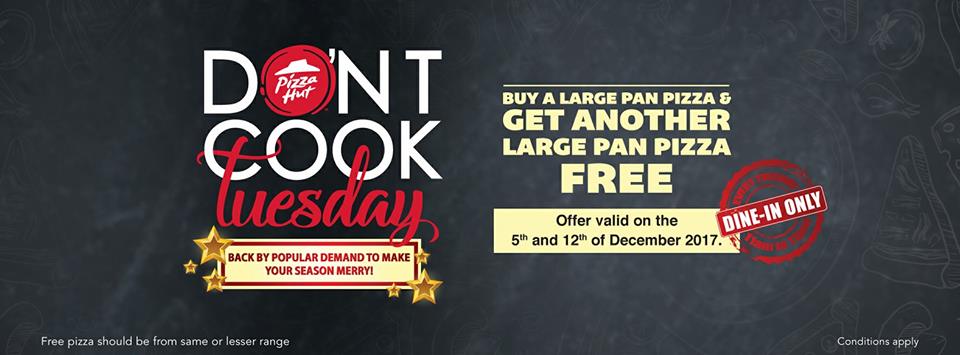 DO'NT
Pizza
Hut
COOK
tuesday
BACK BY POPULAR DEMAND TO MAKE
YOUR SEASON MERRY!
BUY A LARGE PAN PIZZA &
GET ANOTHER
LARGE PAN PIZZA
FREE
Offer valid on the
5th and 12th of December 2017.
DINE-IN ONLY
Free pizza should be from same or lesser range
Conditions apply